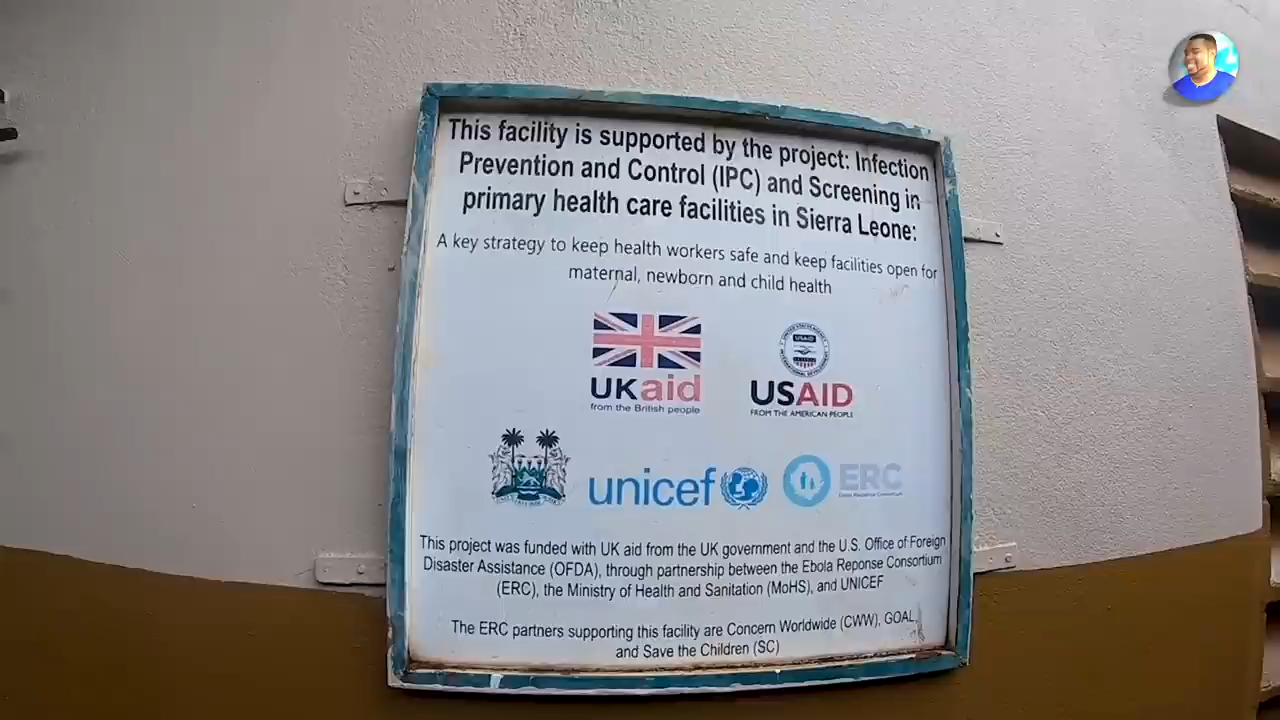 This facility is supported by the project: Infection
Prevention and Control (IPC) and Screening in
primary health care facilities in Sierra Leone:
A key strategy to keep health workers safe and keep facilities open for
maternal, newborn and child health
UKaid
from the British people
USAID
USAID
FROM THE AMERICAN PEOPLE
unicef
ERC
Ebola Response Consortium
This project was funded with UK aid from the UK government and the U.S. Office of Foreign
Disaster Assistance (OFDA), through partnership between the Ebola Reponse Consortium
(ERC), the Ministry of Health and Sanitation (MoHS), and UNICEF
The ERC partners supporting this facility are Concern Worldwide (CWW), GOAL,
and Save the Children (SC)